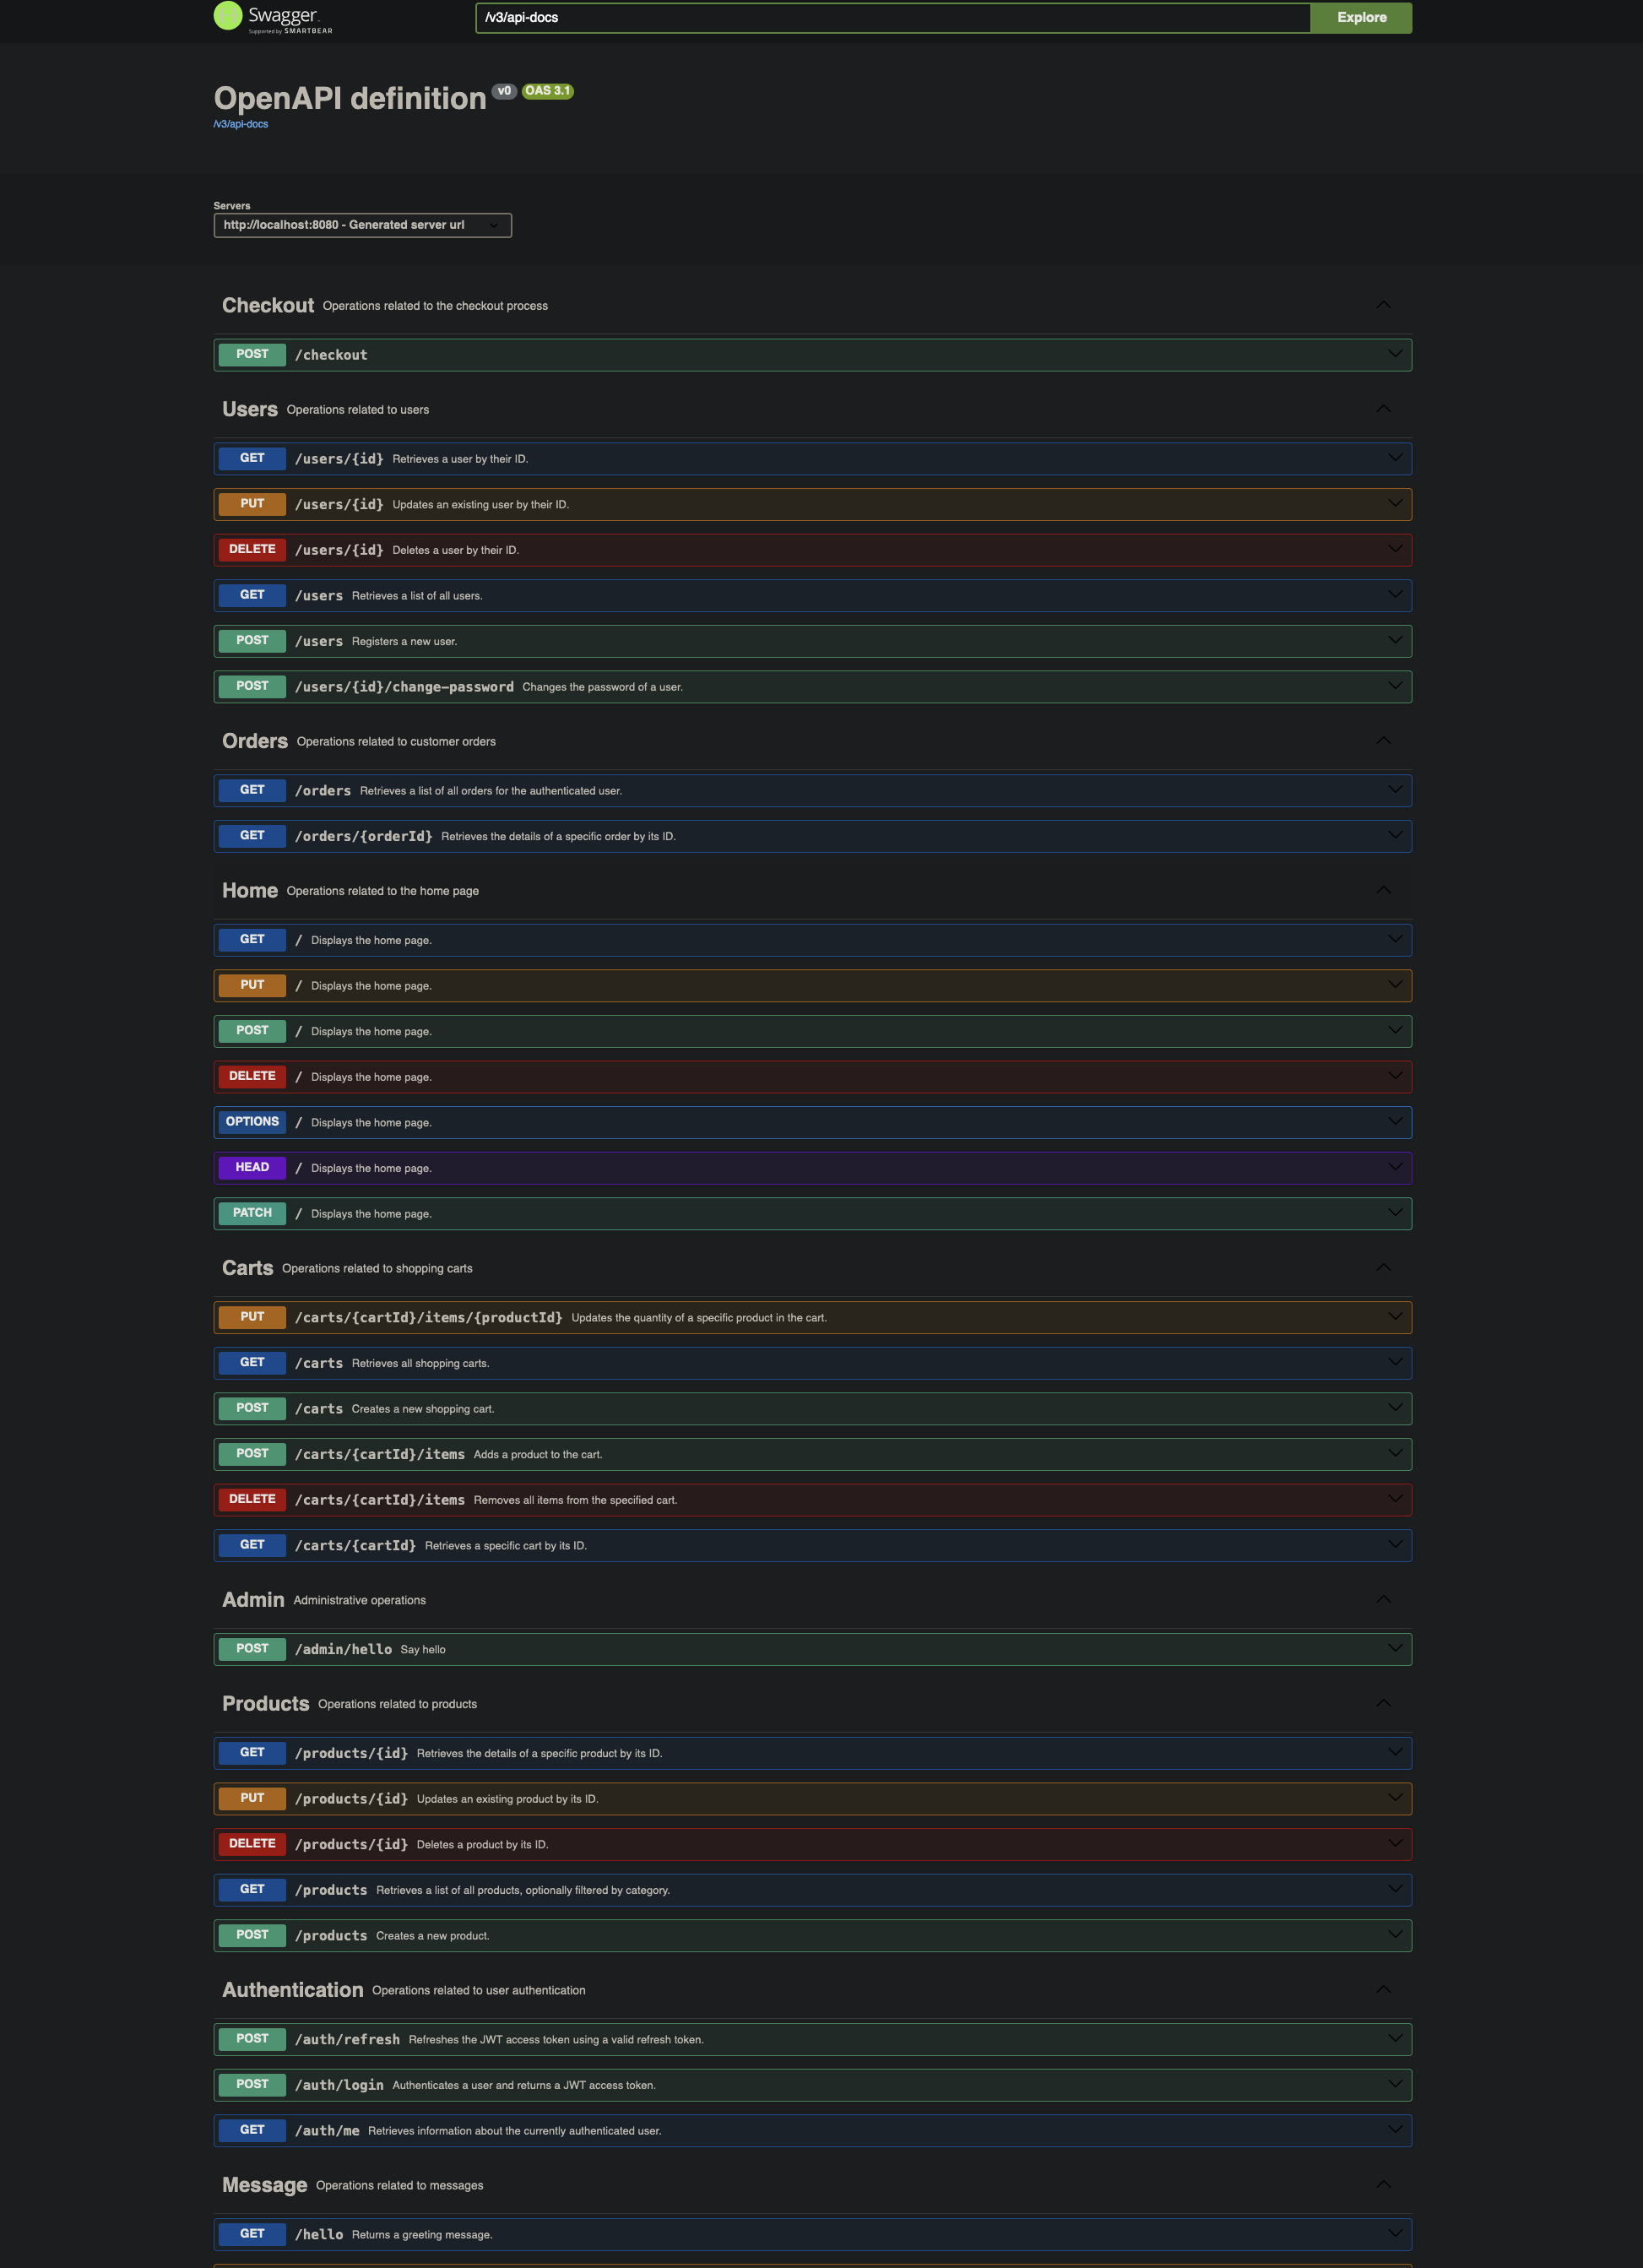 Swagger.
Supported by SMARTBEAR
/v3/api-docs
Explore
OpenAPI definition v0 OAS 3.1
/v3/api-docs
Servers
http://localhost:8080 - Generated server url
Checkout Operations related to the checkout process
POST /checkout
Users Operations related to users
GET /users/{id} Retrieves a user by their ID.
PUT /users/{id} Updates an existing user by their ID.
DELETE /users/{id} Deletes a user by their ID.
GET /users Retrieves a list of all users.
POST /users Registers a new user.
POST /users/{id}/change-password Changes the password of a user.
Orders Operations related to customer orders
GET /orders Retrieves a list of all orders for the authenticated user.
GET /orders/{orderId} Retrieves the details of a specific order by its ID.
Home Operations related to the home page
GET / Displays the home page.
PUT / Displays the home page.
POST / Displays the home page.
DELETE / Displays the home page.
OPTIONS / Displays the home page.
HEAD / Displays the home page.
PATCH / Displays the home page.
Carts Operations related to shopping carts
PUT /carts/{cartId}/items/{productId} Updates the quantity of a specific product in the cart.
GET /carts Retrieves all shopping carts.
POST /carts Creates a new shopping cart.
POST /carts/{cartId}/items Adds a product to the cart.
DELETE /carts/{cartId}/items Removes all items from the specified cart.
GET /carts/{cartId} Retrieves a specific cart by its ID.
Admin Administrative operations
POST /admin/hello Say hello
Products Operations related to products
GET /products/{id} Retrieves the details of a specific product by its ID.
PUT /products/{id} Updates an existing product by its ID.
DELETE /products/{id} Deletes a product by its ID.
GET /products Retrieves a list of all products, optionally filtered by category.
POST /products Creates a new product.
Authentication Operations related to user authentication
POST /auth/refresh Refreshes the JWT access token using a valid refresh token.
POST /auth/login Authenticates a user and returns a JWT access token.
GET /auth/me Retrieves information about the currently authenticated user.
Message Operations related to messages
GET /hello Returns a greeting message.